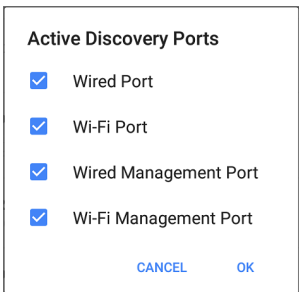 Active Discovery Ports
Wired Port
Wi-Fi Port
Wired Management Port
Wi-Fi Management Port
CANCEL OK